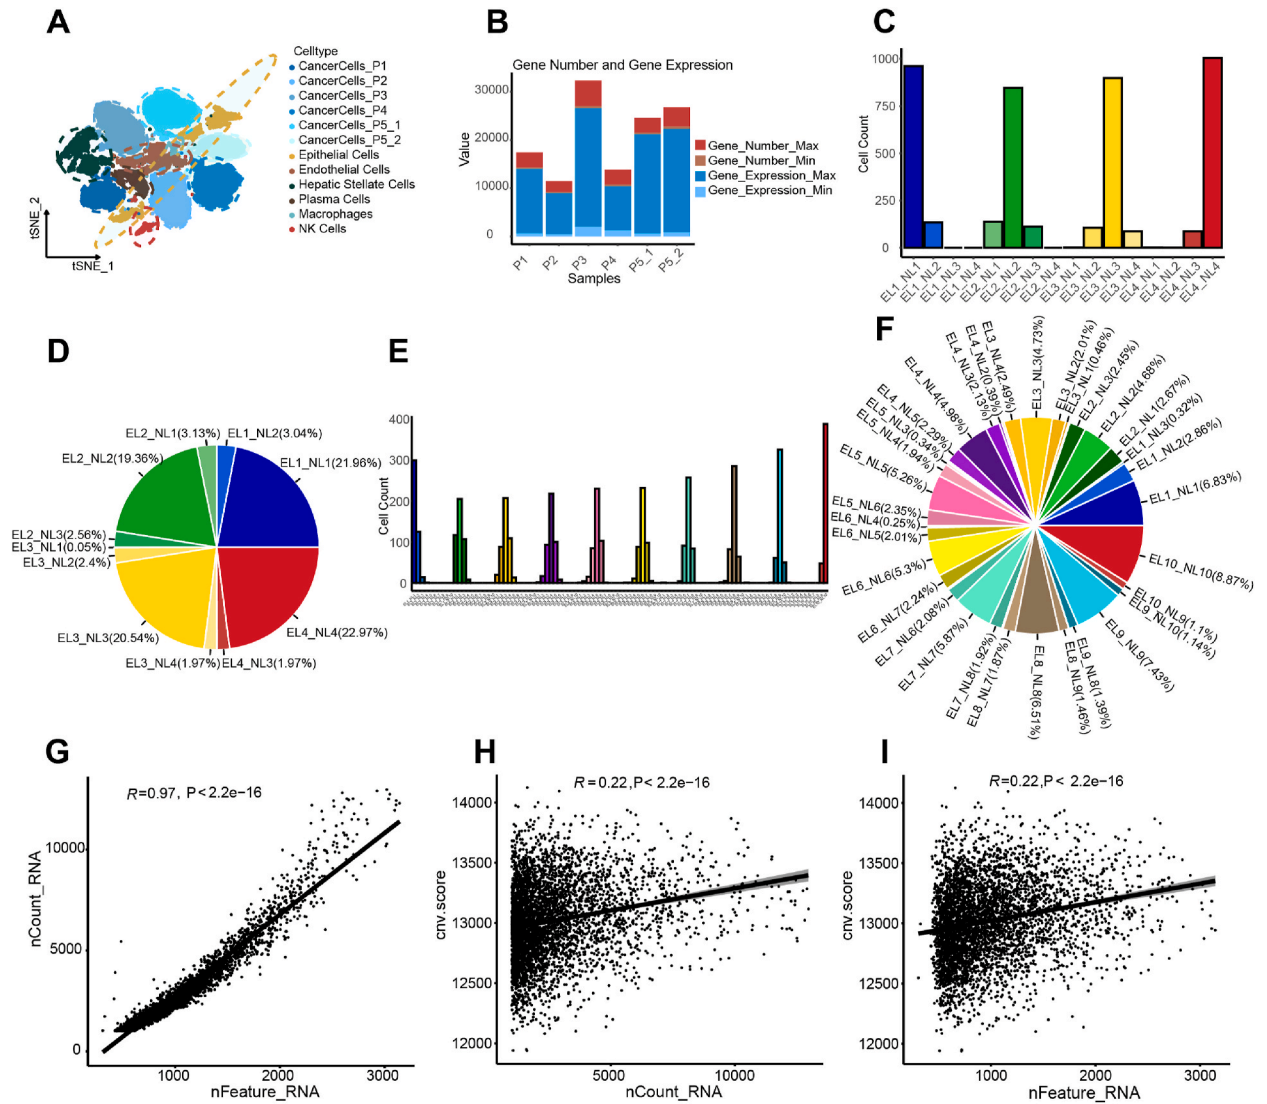 A
Celltype
CancerCells_P1
CancerCells_P2
CancerCells_P3
CancerCells_P4
CancerCells_P5_1
CancerCells_P5_2
Epithelial Cells
Endothelial Cells
Hepatic Stellate Cells
Plasma Cells
Macrophages
NK Cells
tSNE_2
tSNE_1
B
Gene Number and Gene Expression
30000
20000
10000
0
Value
P1
P2
P3
P4
P5_1
P5_2
Samples
Gene_Number_Max
Gene_Number_Min
Gene_Expression_Max
Gene_Expression_Min
C
1000
750
500
250
0
Cell Count
EL1_NL1
EL1_NL2
EL1_NL3
EL1_NL4
EL2_NL1
EL2_NL2
EL2_NL3
EL2_NL4
EL3_NL1
EL3_NL2
EL3_NL3
EL3_NL4
EL4_NL1
EL4_NL2
EL4_NL3
EL4_NL4
D
EL2_NL1(3.13%)
EL1_NL2(3.04%)
EL2_NL2(19.36%)
EL1_NL1(21.96%)
EL2_NL3(2.56%)
EL3_NL1(0.05%)
EL3_NL2(2.4%)
EL3_NL3(20.54%)
EL4_NL4(22.97%)
EL3_NL4(1.97%)
EL4_NL3(1.97%)
E
400
300
200
100
0
Cell Count
F
EL3_NL3(4.73%)
EL3_NL2(2.01%)
EL3_NL1(0.46%)
EL2_NL3(2.45%)
EL2_NL2(4.68%)
EL2_NL1(2.67%)
EL1_NL3(0.32%)
EL1_NL2(2.86%)
EL1_NL1(6.83%)
EL10_NL10(8.87%)
EL10_NL9(1.1%)
EL9_NL10(1.14%)
EL9_NL9(7.43%)
EL9_NL8(1.39%)
EL8_NL9(1.46%)
EL8_NL8(6.51%)
EL8_NL7(1.87%)
EL7_NL8(1.92%)
EL7_NL7(5.87%)
EL7_NL6(2.08%)
EL6_NL7(2.24%)
EL6_NL6(5.3%)
EL6_NL5(2.01%)
EL6_NL4(0.25%)
EL5_NL6(2.35%)
EL5_NL5(5.26%)
EL5_NL4(1.94%)
EL5_NL3(0.34%)
EL4_NL5(2.29%)
EL4_NL4(4.98%)
EL4_NL3(2.13%)
EL4_NL2(0.39%)
EL3_NL4(2.49%)
G
R=0.97, P<2.2e−16
10000
5000
0
nCount_RNA
1000
2000
3000
nFeature_RNA
H
R=0.22,P< 2.2e−16
14000
13500
13000
12500
12000
cnv.score
5000
10000
nCount_RNA
I
R=0.22,P< 2.2e−16
14000
13500
13000
12500
12000
cnv.score
1000
2000
3000
nFeature_RNA